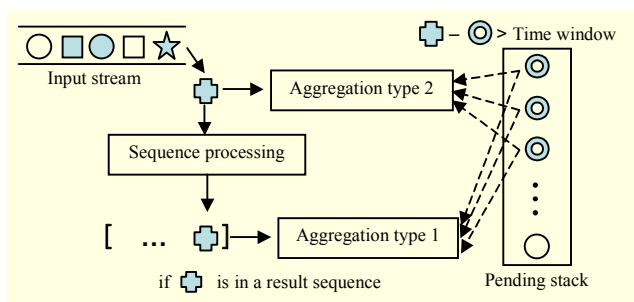 – > Time window
Input stream
Aggregation type 2
Sequence processing
[ ... ]
Aggregation type 1
if is in a result sequence
Pending stack